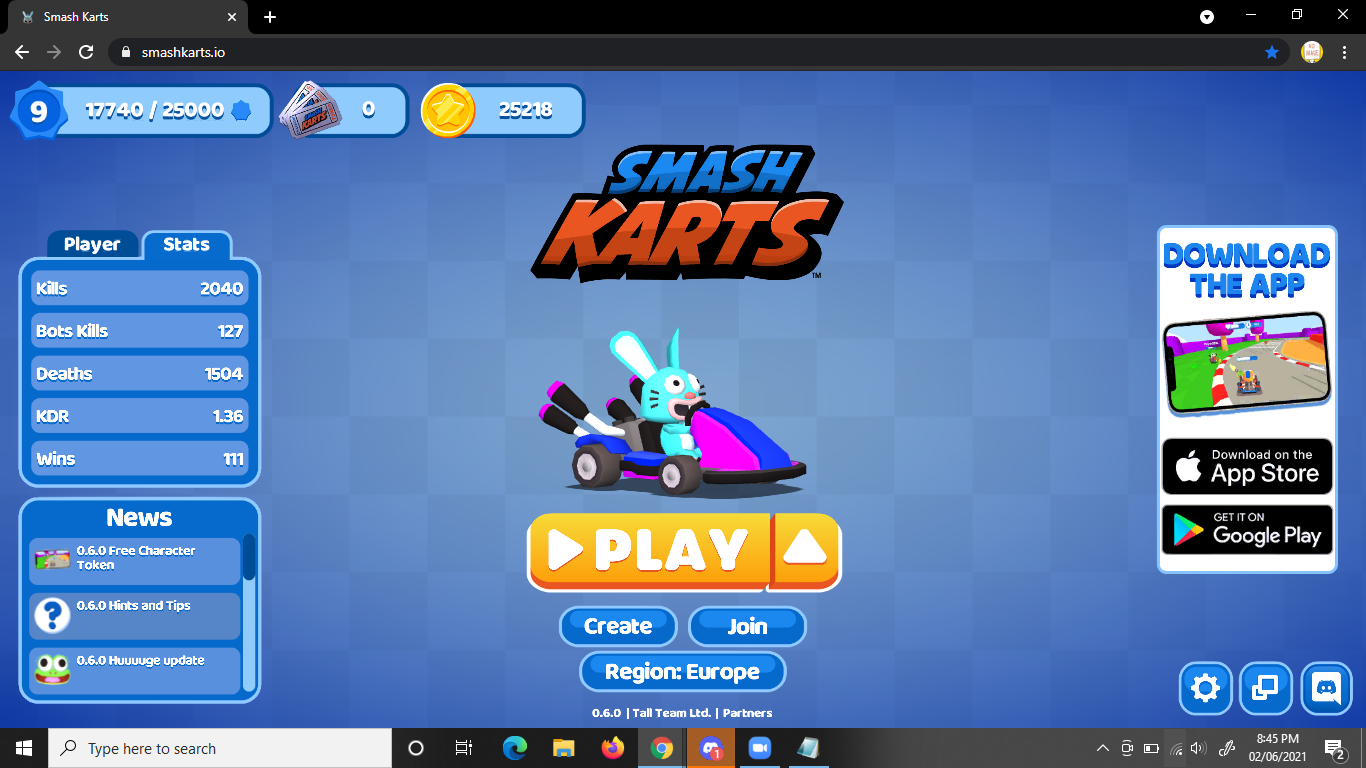 Smash Karts
smashkarts.io
9
17740 / 25000
0
25218
SMASH
KARTS
TM
Player
Stats
Kills 2040
Bots Kills 127
Deaths 1504
KDR 1.36
Wins 111
News
0.6.0 Free Character
Token
0.6.0 Hints and Tips
0.6.0 Huuuuge update
DOWNLOAD
THE APP
Download on the
App Store
GET IT ON
Google Play
PLAY
Create
Join
Region: Europe
0.6.0 | Tall Team Ltd. | Partners
Type here to search
1
8:45 PM
02/06/2021
2